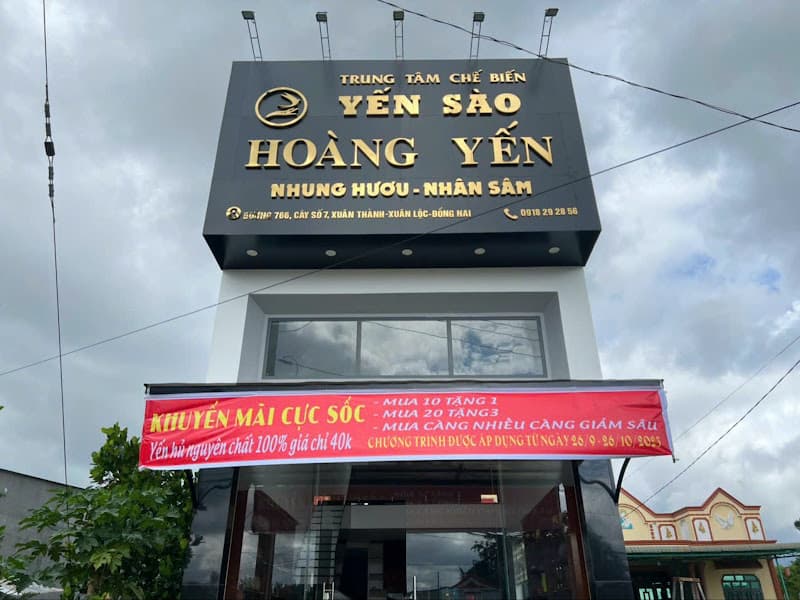 TRUNG TÂM CHẾ BIẾN
YẾN SÀO
HOÀNG YẾN
NHUNG HƯƠU - NHÂN SÂM
766, CÂY SỐ 7, XUÂN THÀNH-XUÂN LỘC-ĐỒNG NAI
0918 29 28 56
KHUYẾN MÃI CỰC SỐC
Yến hủ nguyên chất 100% giá chỉ 40k
- MUA 10 TẶNG 1
- MUA 20 TẶNG3
- MUA CÀNG NHIỀU CÀNG GIẢM SÂU
CHƯƠNG TRÌNH ĐƯỢC ÁP DỤNG TỪ NGÀY 26/9 - 26/10/2025